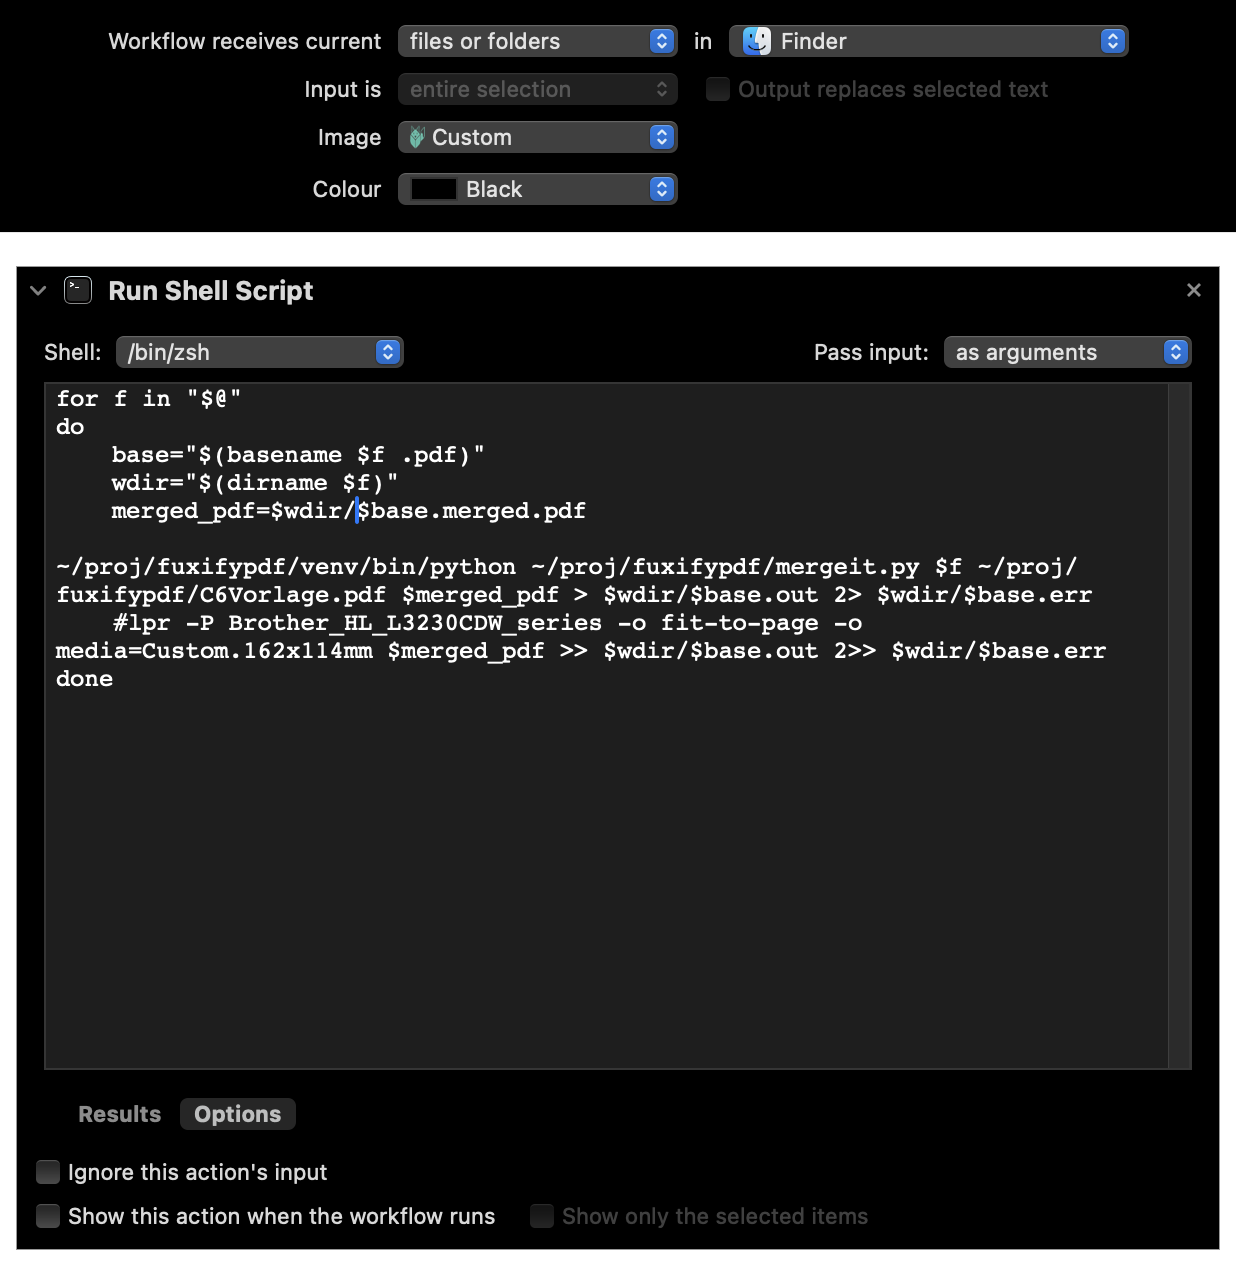 Workflow receives current files or folders in Finder
Input is entire selection Output replaces selected text
Image Custom
Colour Black
Run Shell Script
Shell: /bin/zsh Pass input: as arguments
for f in "$@"
do
    base="$(basename $f .pdf)"
    wdir="$(dirname $f)"
    merged_pdf=$wdir/$base.merged.pdf
~/proj/fuxifypdf/venv/bin/python ~/proj/fuxifypdf/mergeit.py $f ~/proj/
fuxifypdf/C6Vorlage.pdf $merged_pdf > $wdir/$base.out 2> $wdir/$base.err
    #lpr -P Brother_HL_L3230CDW_series -o fit-to-page -o
media=Custom.162x114mm $merged_pdf >> $wdir/$base.out 2>> $wdir/$base.err
done
Results Options
Ignore this action's input
Show this action when the workflow runs Show only the selected items